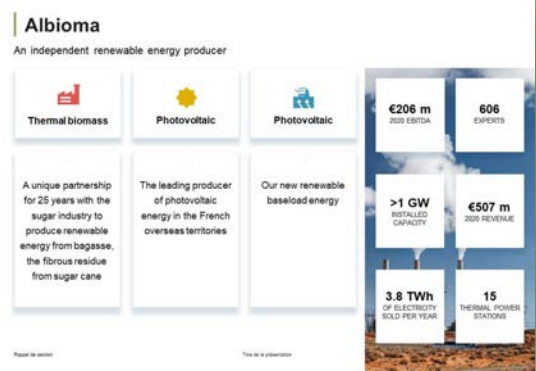 Albioma
An independent renewable energy producer
Thermal biomass
Photovoltaic
Photovoltaic
A unique partnership
for 25 years with the
sugar industry to
produce renewable
energy from bagasse,
the fibrous residue
from sugar cane
The leading producer
of photovoltaic
energy in the French
overseas territories
Our new renewable
baseload energy
€206 m
2020 EBITDA
606
EXPERTS
>1 GW
INSTALLED
CAPACITY
€507 m
2020 REVENUE
3.8 TWh
OF ELECTRICITY
SOLD PER YEAR
15
THERMAL POWER
STATIONS
Rappel de section
Titre de la présentation